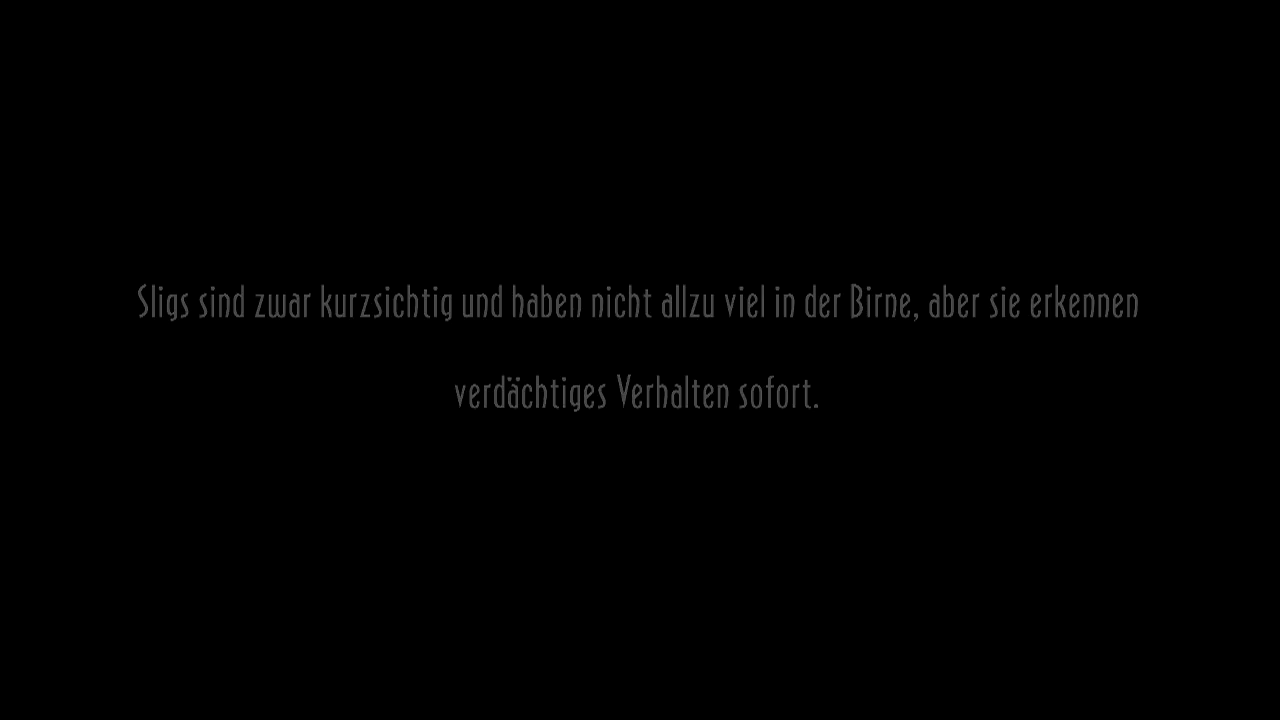 Sligs sind zwar kurzsichtig und haben nicht allzu viel in der Birne, aber sie erkennen
verdächtiges Verhalten sofort.